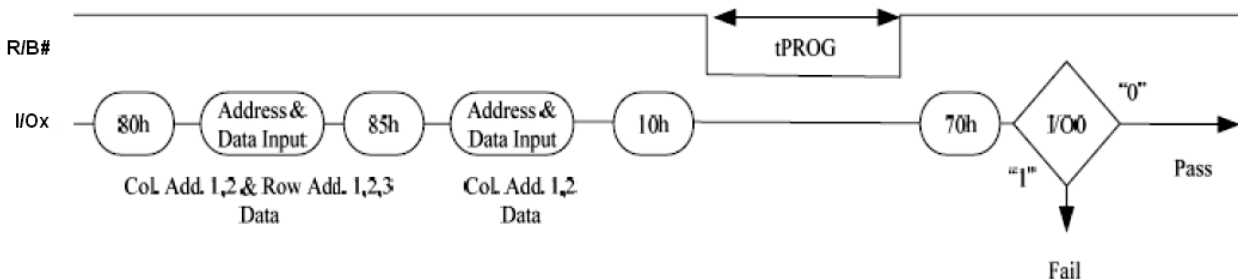 R/B#
tPROG
I/Ox
80h
Address &
Data Input
85h
Address &
Data Input
10h
70h
I/O0
"0"
"1"
Pass
Fail
Col. Add. 1,2 & Row Add. 1,2,3
Data
Col. Add. 1,2
Data